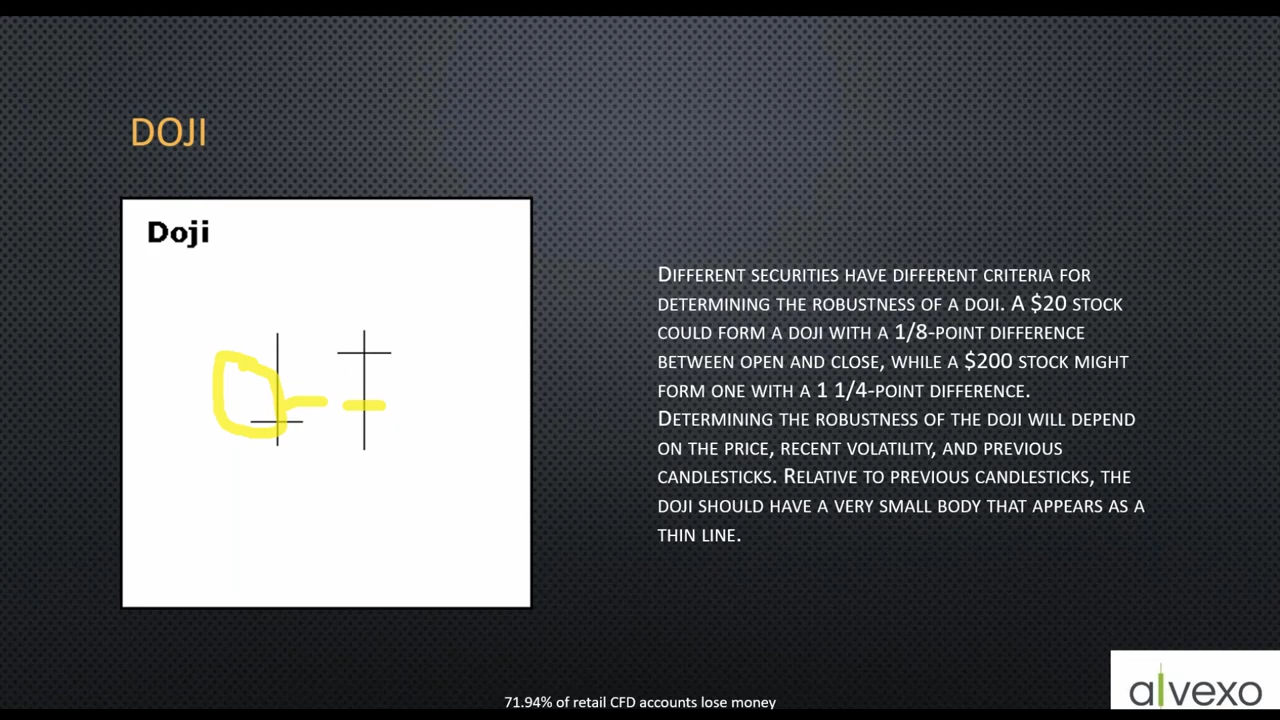 DOJI
Doji
DIFFERENT SECURITIES HAVE DIFFERENT CRITERIA FOR
DETERMINING THE ROBUSTNESS OF A DOJI. A $20 STOCK
COULD FORM A DOJI WITH A 1/8-POINT DIFFERENCE
BETWEEN OPEN AND CLOSE, WHILE A $200 STOCK MIGHT
FORM ONE WITH A 1 1/4-POINT DIFFERENCE.
DETERMINING THE ROBUSTNESS OF THE DOJI WILL DEPEND
ON THE PRICE, RECENT VOLATILITY, AND PREVIOUS
CANDLESTICKS. RELATIVE TO PREVIOUS CANDLESTICKS, THE
DOJI SHOULD HAVE A VERY SMALL BODY THAT APPEARS AS A
THIN LINE.
71.94% of retail CFD accounts lose money
alvexo